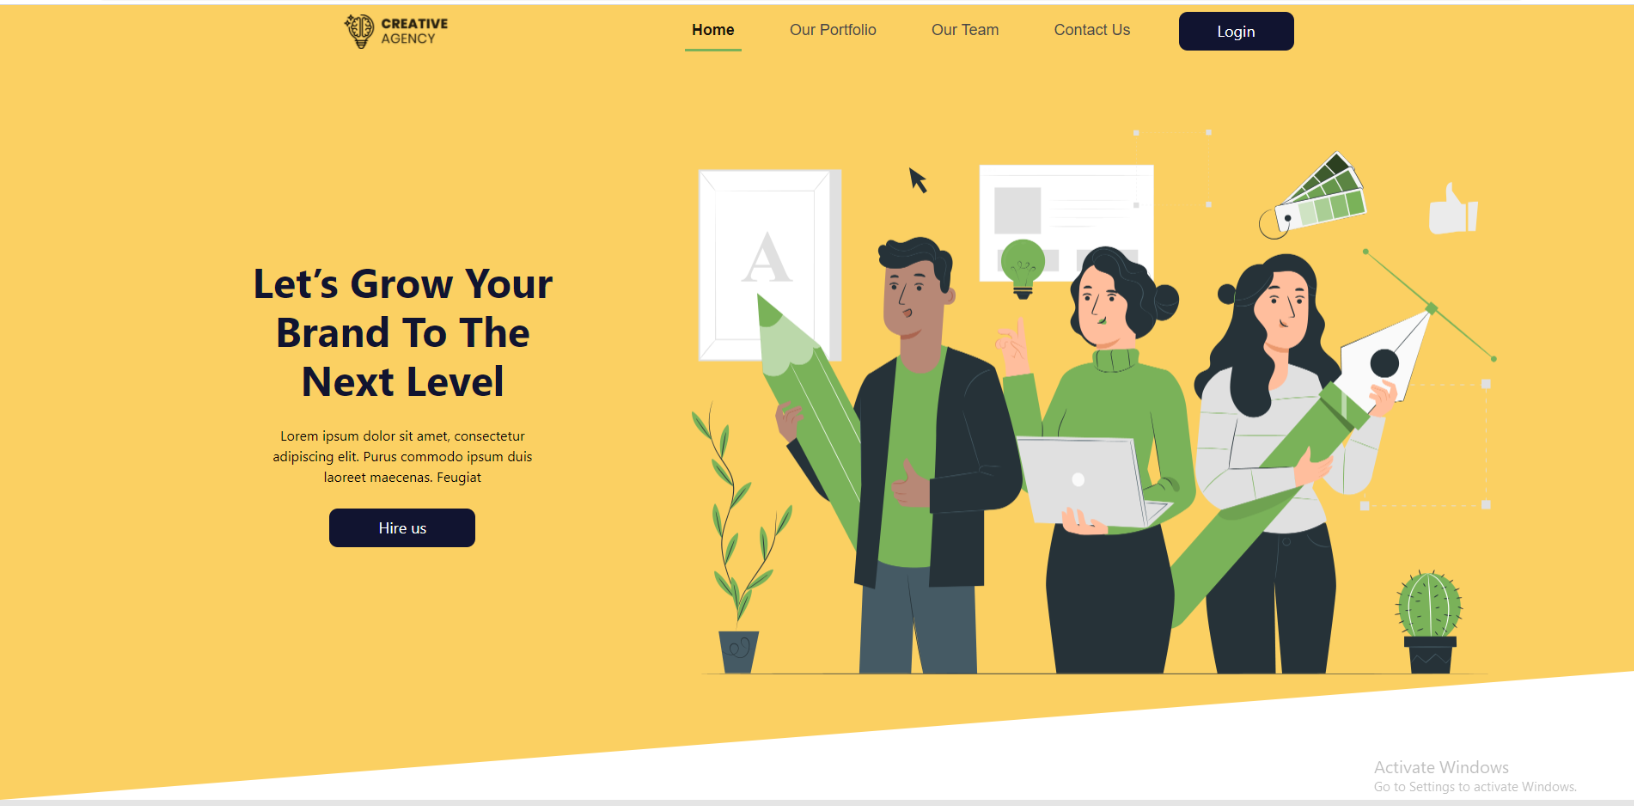 CREATIVE
AGENCY
Home
Our Portfolio
Our Team
Contact Us
Login
A
Let’s Grow Your
Brand To The
Next Level
Lorem ipsum dolor sit amet, consectetur
adipiscing elit. Purus commodo ipsum duis
laoreet maecenas. Feugiat
Hire us
Activate Windows
Go to Settings to activate Windows.